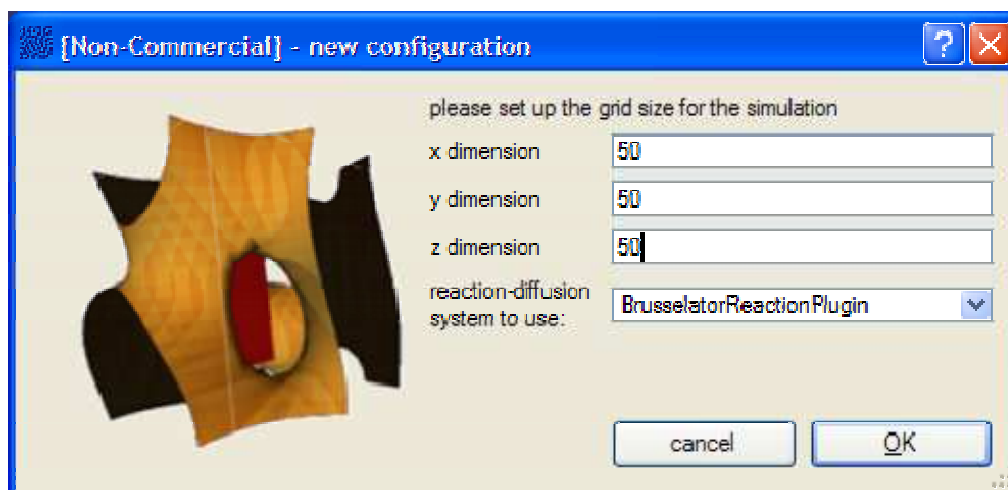 [Non-Commercial] - new configuration
please set up the grid size for the simulation
x dimension 50
y dimension 50
z dimension 50
reaction-diffusion
system to use: BrusselatorReactionPlugin
cancel OK